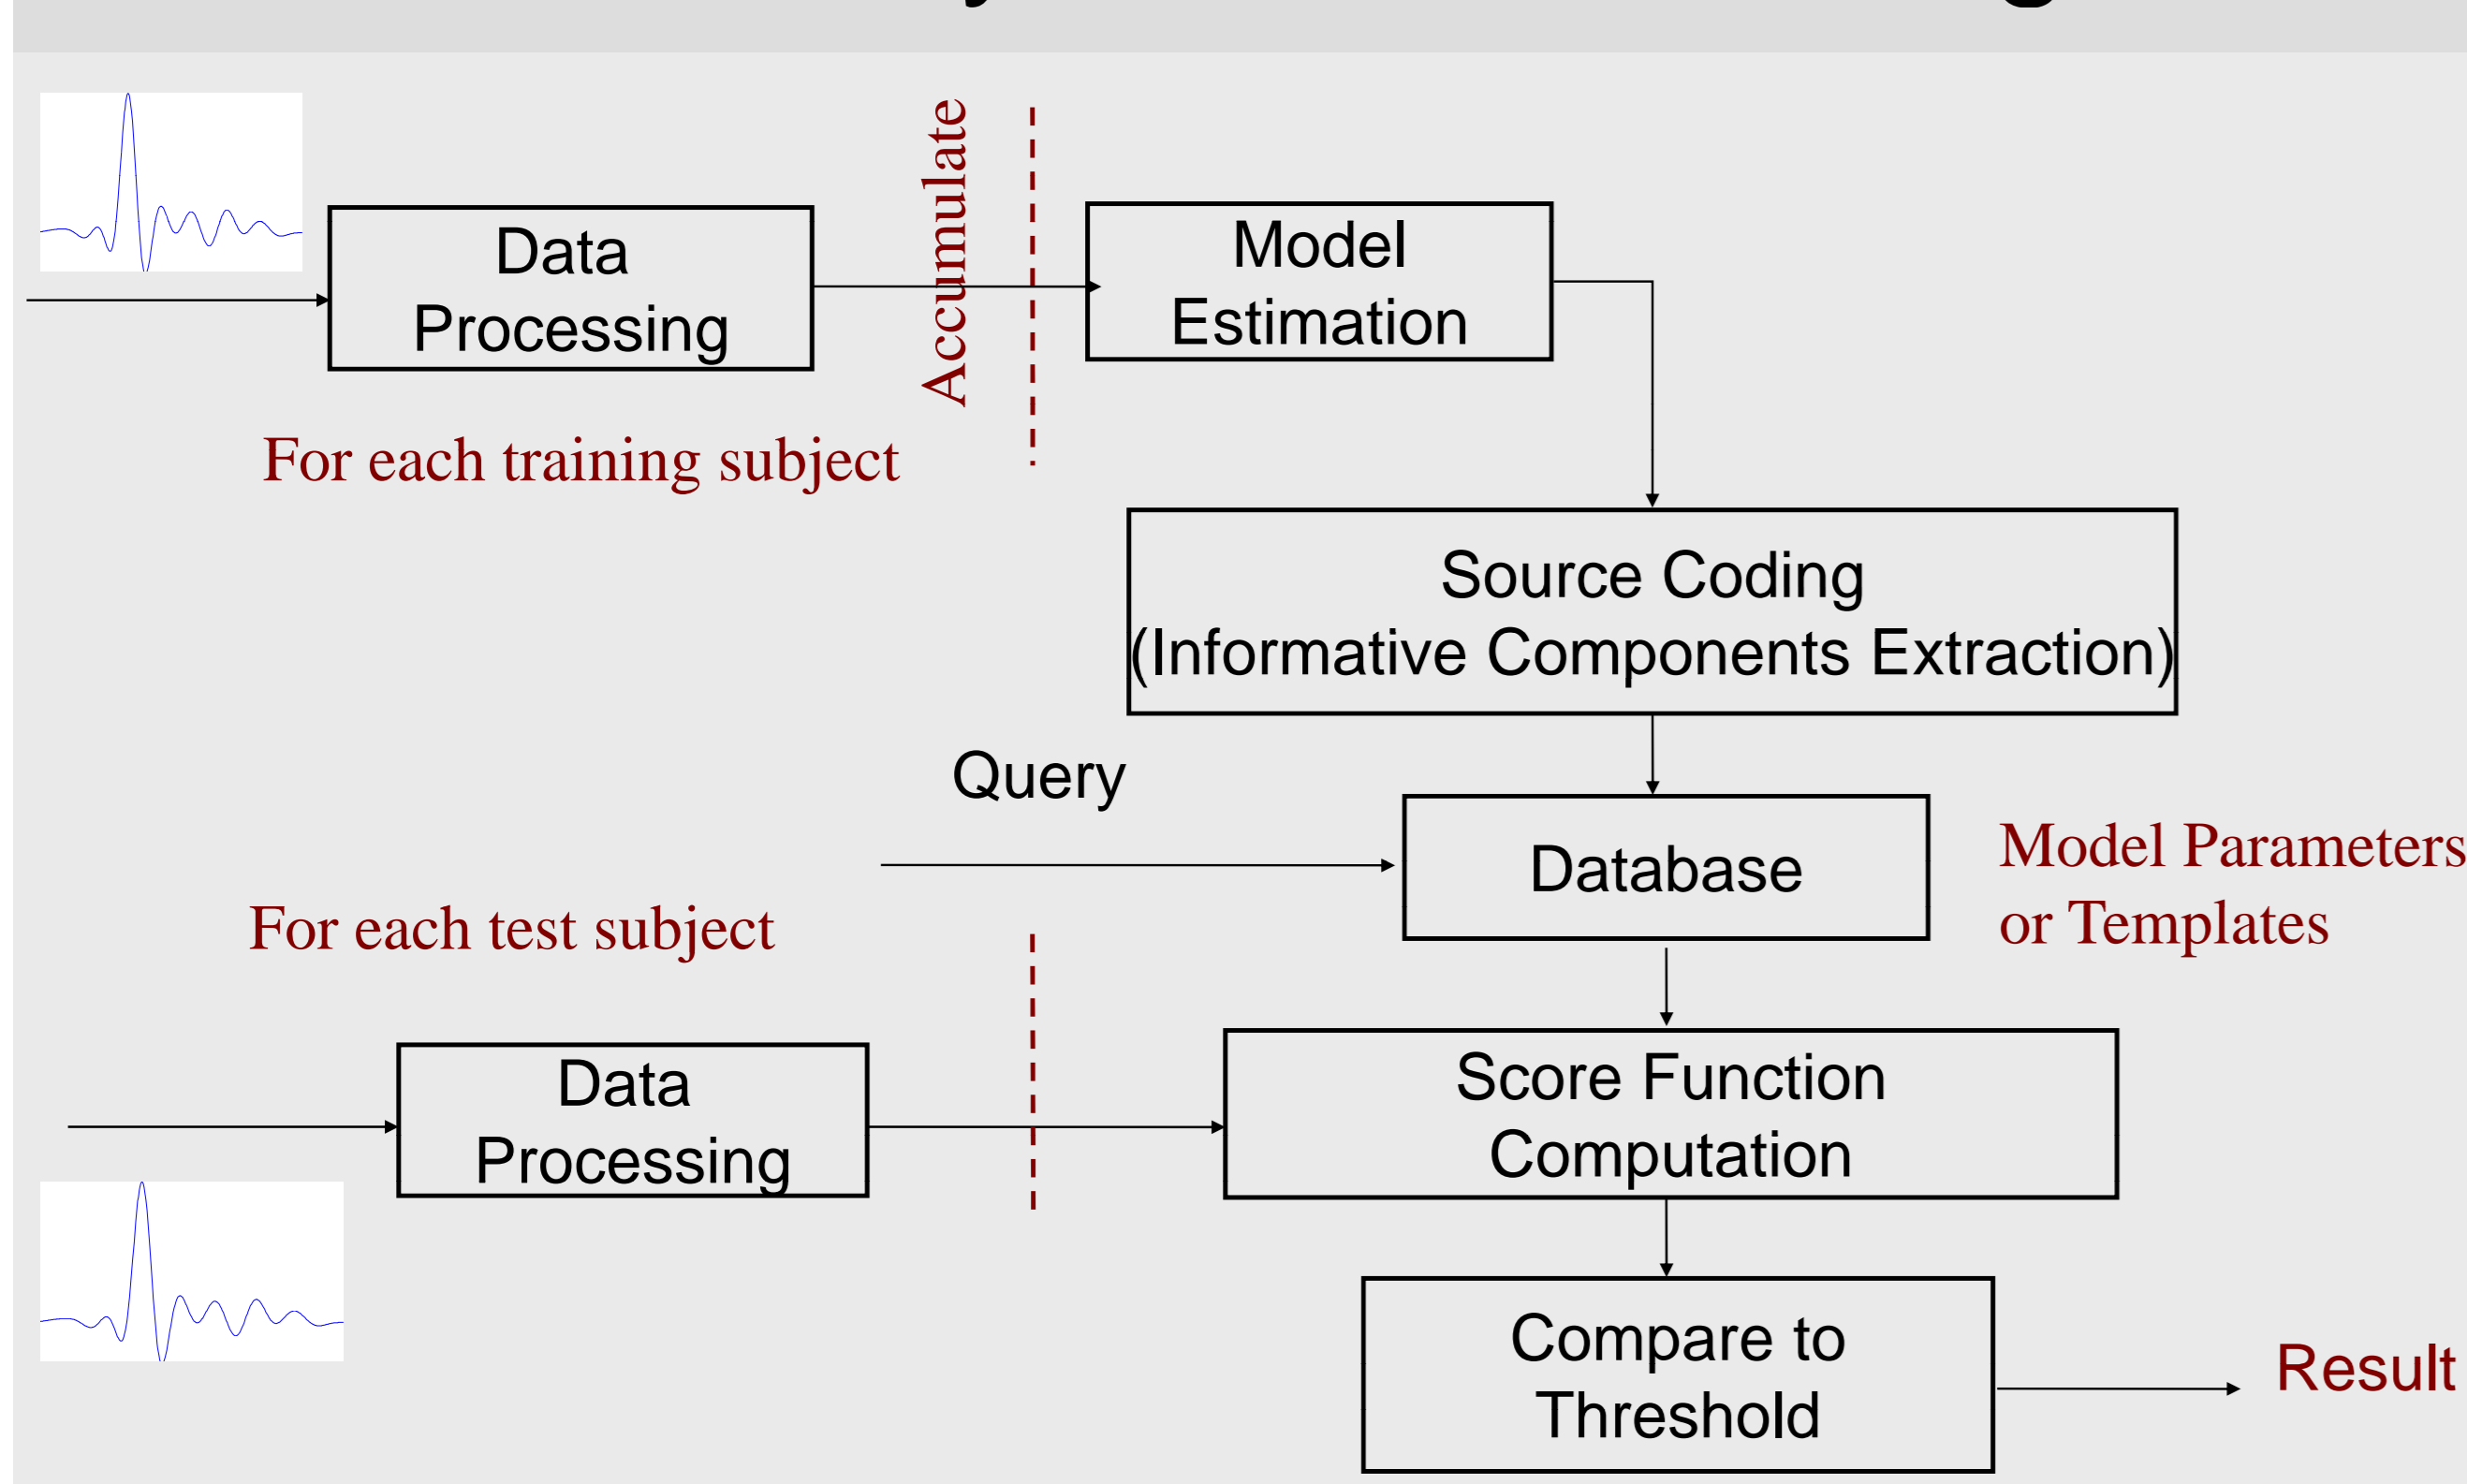 Accumulate
Data
Processing
Model
Estimation
For each training subject
Source Coding
(Informative Components Extraction)
Query
Database
Model Parameters
or Templates
For each test subject
Data
Processing
Score Function
Computation
Compare to
Threshold
Result